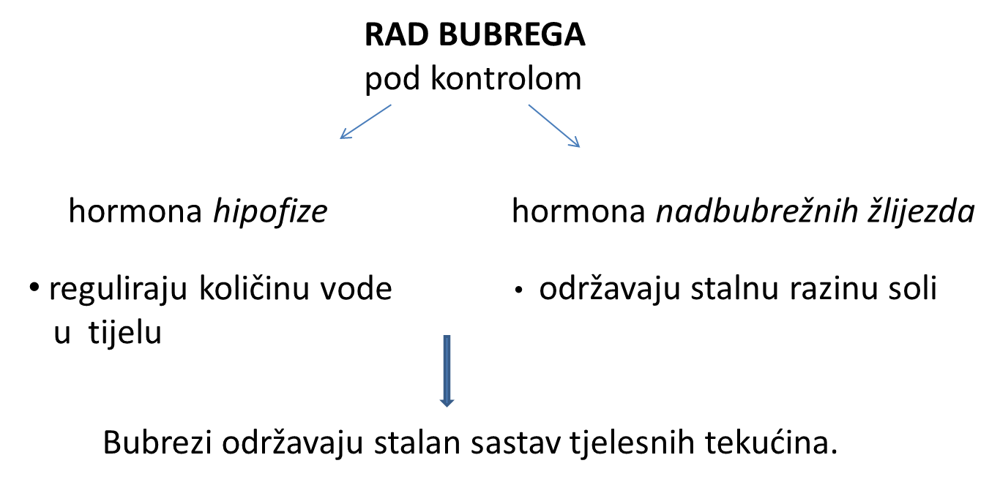 RAD BUBREGA
pod kontrolom
hormona hipofize
hormona nadbubrežnih žlijezda
• reguliraju količinu vode
u tijelu
• održavaju stalnu razinu soli
Bubrezi održavaju stalan sastav tjelesnih tekućina.